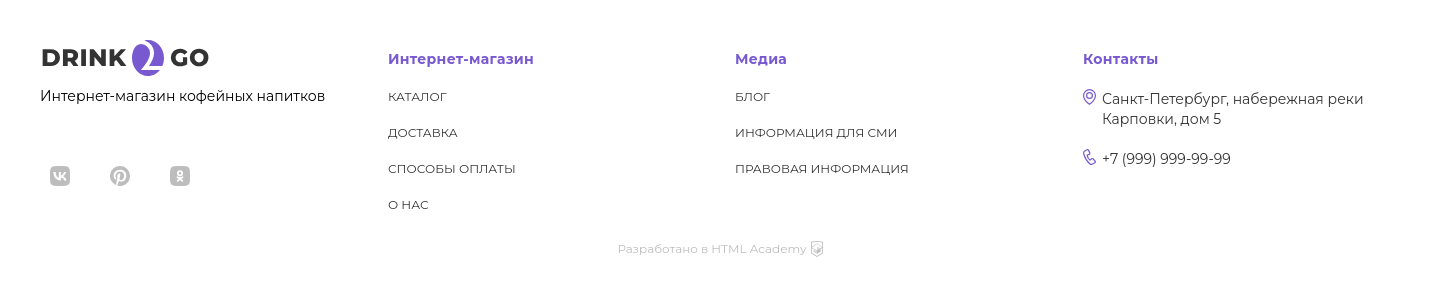 DRINK 2 GO
Интернет-магазин кофейных напитков
Интернет-магазин
КАТАЛОГ
ДОСТАВКА
СПОСОБЫ ОПЛАТЫ
О НАС
Медиа
БЛОГ
ИНФОРМАЦИЯ ДЛЯ СМИ
ПРАВОВАЯ ИНФОРМАЦИЯ
Контакты
Санкт-Петербург, набережная реки
Карповки, дом 5
+7 (999) 999-99-99
Разработано в HTML Academy